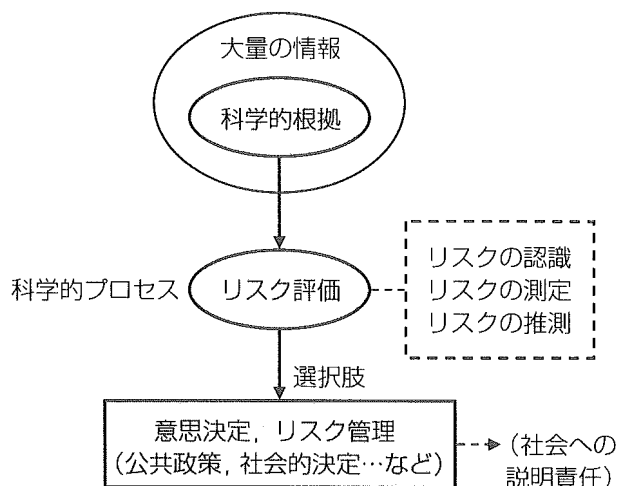 大量の情報
科学的根拠
科学的プロセス
リスク評価
リスクの認識
リスクの測定
リスクの推測
選択肢
意思決定, リスク管理
(公共政策, 社会的決定…など)
(社会への
説明責任)